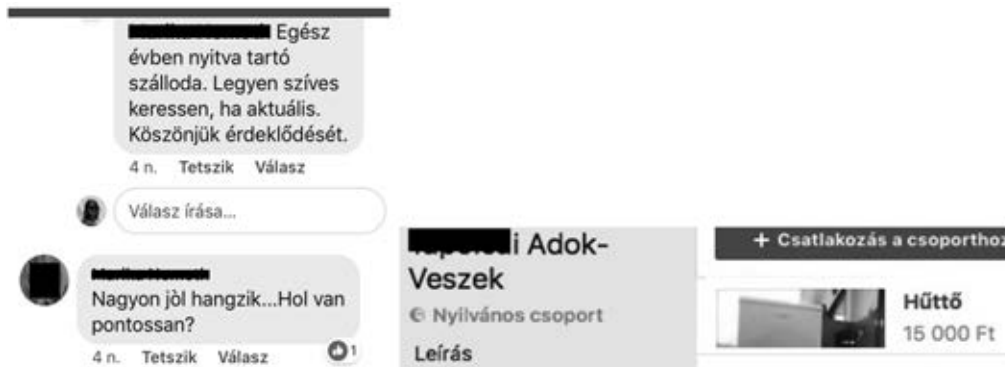 Egész
évben nyitva tartó
szálloda. Legyen szíves
keressen, ha aktuális.
Köszönjük érdeklődését.
4 n. Tetszik Válasz
Válasz írása...
Nagyon jòl hangzik...Hol van
pontossan?
4 n. Tetszik Válasz 1
i Adok-
Veszek
Nyilvános csoport
Leírás
+ Csatlakozás a csoporthoz
Hűttő
15 000 Ft